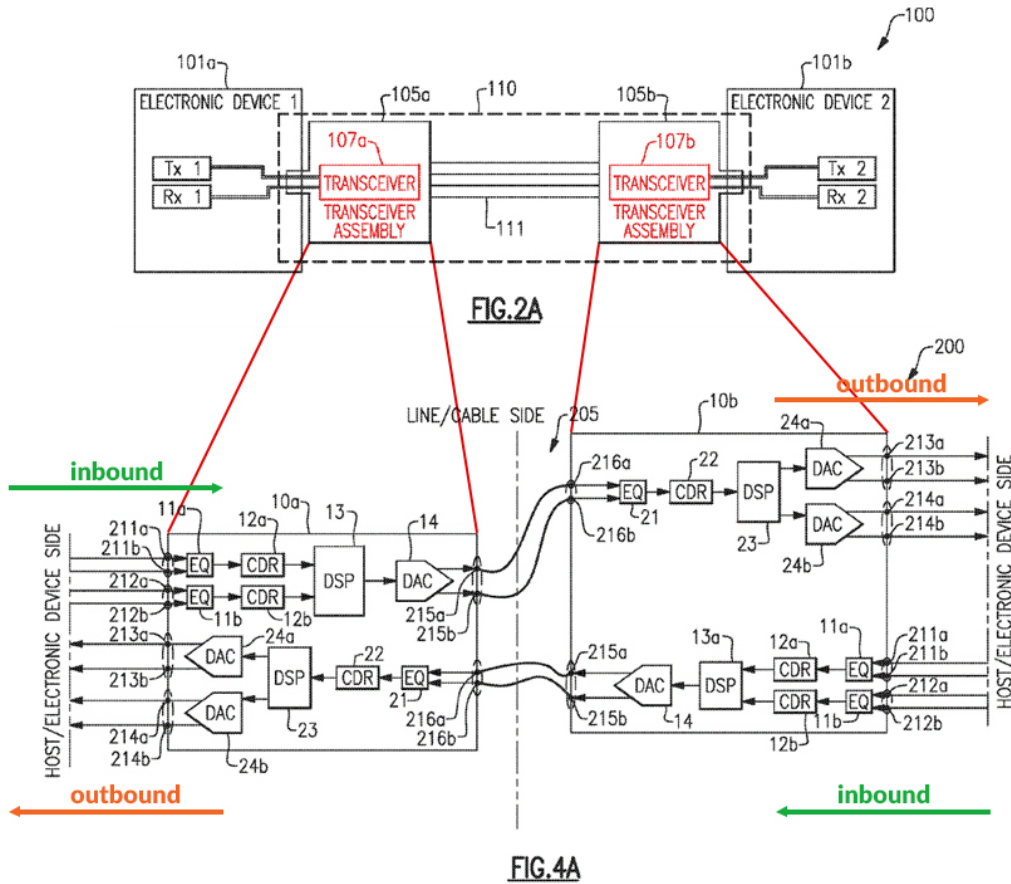 100
101a
101b
110
105a
105b
ELECTRONIC DEVICE 1
ELECTRONIC DEVICE 2
107a
107b
Tx 1
Rx 1
TRANSCEIVER
TRANSCEIVER
Tx 2
Rx 2
TRANSCEIVER
ASSEMBLY
TRANSCEIVER
ASSEMBLY
111
FIG.2A
200
outbound
LINE/CABLE SIDE
205
10b
24a
inbound
216a
22
213a
213b
DAC
EQ
CDR
DSP
216b
21
214a
214b
DAC
23
24b
10a
13
14
11a
12a
211a
211b
EQ
CDR
DSP
DAC
212a
EQ
CDR
212b
11b
12b
215a
215b
HOST/ELECTRONIC DEVICE SIDE
HOST/ELECTRONIC DEVICE SIDE
213a
24a
DAC
22
DSP
CDR
EQ
213b
21
DAC
23
216a
216b
214a
214b
24b
215a
13a
12a
11a
211a
211b
DAC
DSP
CDR
EQ
212a
CDR
EQ
215b
14
11b
212b
12b
outbound
inbound
FIG.4A